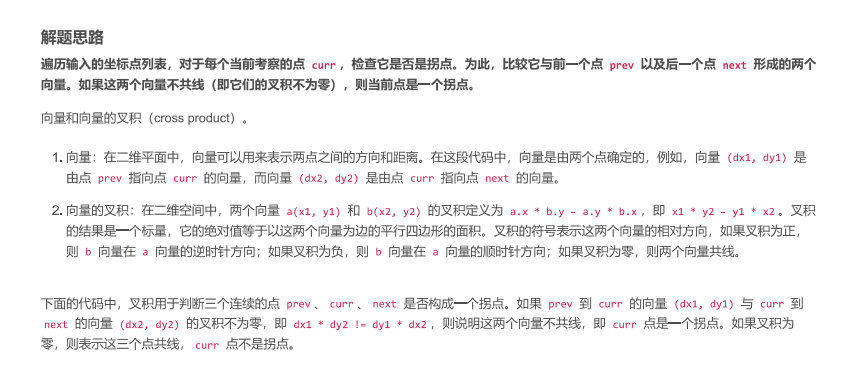 解题思路
遍历输入的坐标点列表，对于每个当前考察的点 curr ，检查它是否是拐点。为此，比较它与前一个点 prev 以及后一个点 next 形成的两个
向量。如果这两个向量不共线（即它们的叉积不为零），则当前点是一个拐点。
向量和向量的叉积（cross product）。
1. 向量：在二维平面中，向量可以用来表示两点之间的方向和距离。在这段代码中，向量是由两个点确定的，例如，向量 (dx1, dy1) 是
由点 prev 指向点 curr 的向量，而向量 (dx2, dy2) 是由点 curr 指向点 next 的向量。
2. 向量的叉积：在二维空间中，两个向量 a(x1, y1) 和 b(x2, y2) 的叉积定义为 a.x * b.y - a.y * b.x ，即 x1 * y2 - y1 * x2 。叉积
的结果是一个标量，它的绝对值等于以这两个向量为边的平行四边形的面积。叉积的符号表示这两个向量的相对方向，如果叉积为正，
则 b 向量在 a 向量的逆时针方向；如果叉积为负，则 b 向量在 a 向量的顺时针方向；如果叉积为零，则两个向量共线。
下面的代码中，叉积用于判断三个连续的点 prev 、 curr 、 next 是否构成一个拐点。如果 prev 到 curr 的向量 (dx1, dy1) 与 curr 到
next 的向量 (dx2, dy2) 的叉积不为零，即 dx1 * dy2 != dy1 * dx2 ，则说明这两个向量不共线，即 curr 点是一个拐点。如果叉积为
零，则表示这三个点共线， curr 点不是拐点。